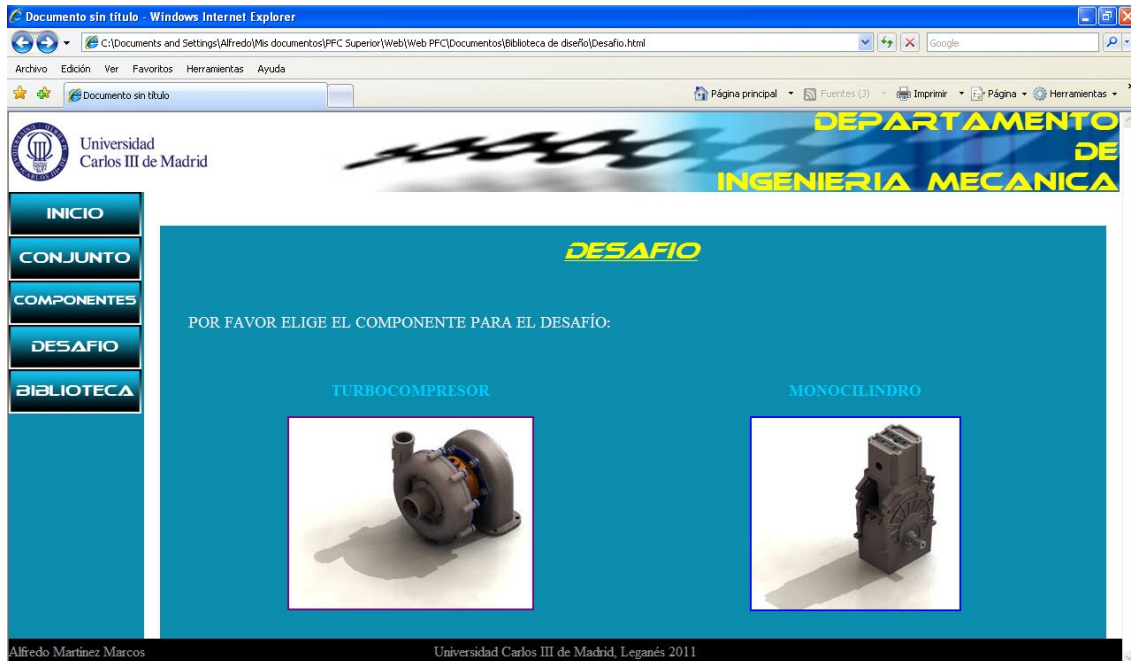 Documento sin título - Windows Internet Explorer
C:\Documents and Settings\Alfredo\Mis documentos\PFC Superior\Web\Web PFC\Documentos\Biblioteca de diseño\Desafio.html
Google
Archivo Edición Ver Favoritos Herramientas Ayuda
Documento sin título
Página principal Fuentes (J) Imprimir Página Herramientas
Universidad
Carlos III de Madrid
DEPARTAMENTO
DE
INGENIERIA MECANICA
INICIO
CONJUNTO
COMPONENTES
DESAFIO
BIBLIOTECA
DESAFIO
POR FAVOR ELIGE EL COMPONENTE PARA EL DESAFÍO:
TURBOCOMPRESOR
MONOCILINDRO
Alfredo Martínez Marcos
Universidad Carlos III de Madrid, Leganés 2011